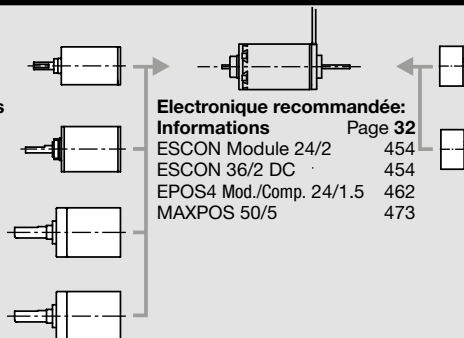 s
Electronique recommandée:
Informations Page 32
ESCON Module 24/2 454
ESCON 36/2 DC 454
EPOS4 Mod./Comp. 24/1.5 462
MAXPOS 50/5 473